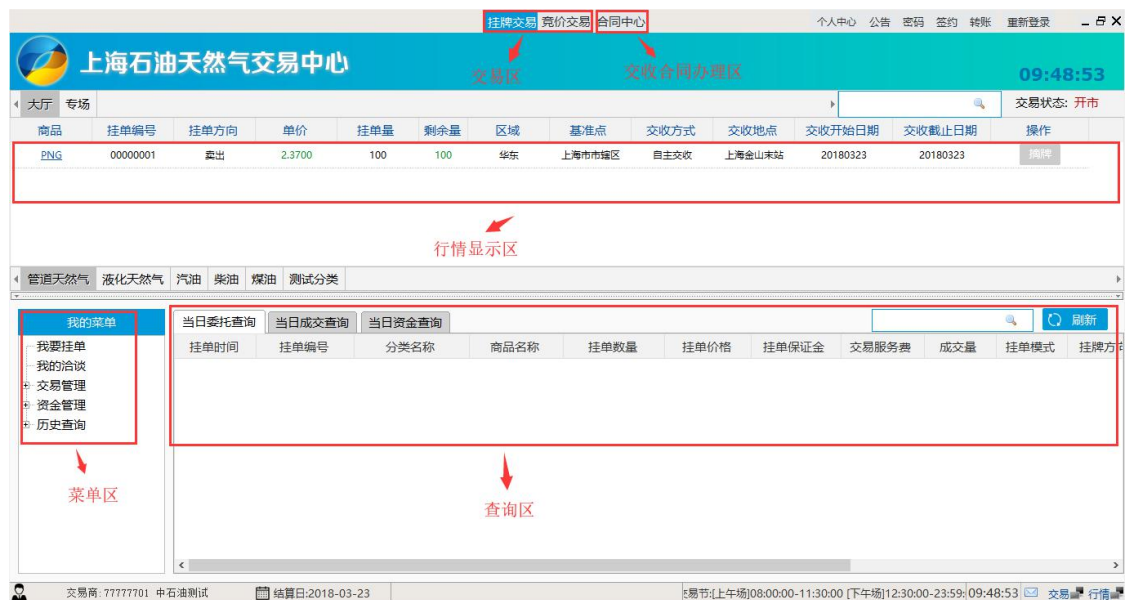 挂牌交易 竞价交易 合同中心 个人中心 公告 密码 签约 转账 重新登录
上海石油天然气交易中心 交易区 交收合同办理区 09:48:53
大厅 专场 交易状态: 开市
商品 挂单编号 挂单方向 单价 挂单量 剩余量 区域 基准点 交收方式 交收地点 交收开始日期 交收截止日期 操作
PNG 00000001 卖出 2.3700 100 100 华东 上海市市辖区 自主交收 上海金山末站 20180323 20180323 摘牌
行情显示区
管道天然气 液化天然气 汽油 柴油 煤油 测试分类
我的菜单 当日委托查询 当日成交查询 当日资金查询 刷新
我要挂单 挂单时间 挂单编号 分类名称 商品名称 挂单数量 挂单价格 挂单保证金 交易服务费 成交量 挂单模式 挂牌方向
我的洽谈
交易管理
资金管理
历史查询
菜单区
查询区
交易商: 77777701 中石油测试 结算日:2018-03-23 易节:[上午场]08:00:00-11:30:00 [下午场]12:30:00-23:59: 09:48:53 交易 行情